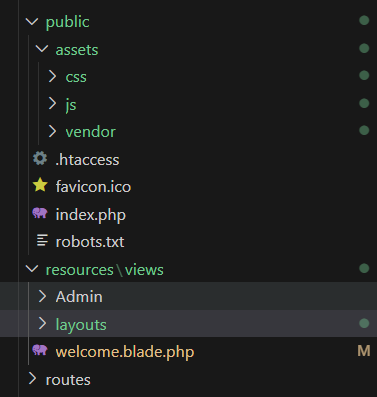 public
assets
css
js
vendor
.htaccess
favicon.ico
index.php
robots.txt
resources\views
Admin
layouts
welcome.blade.php M
routes